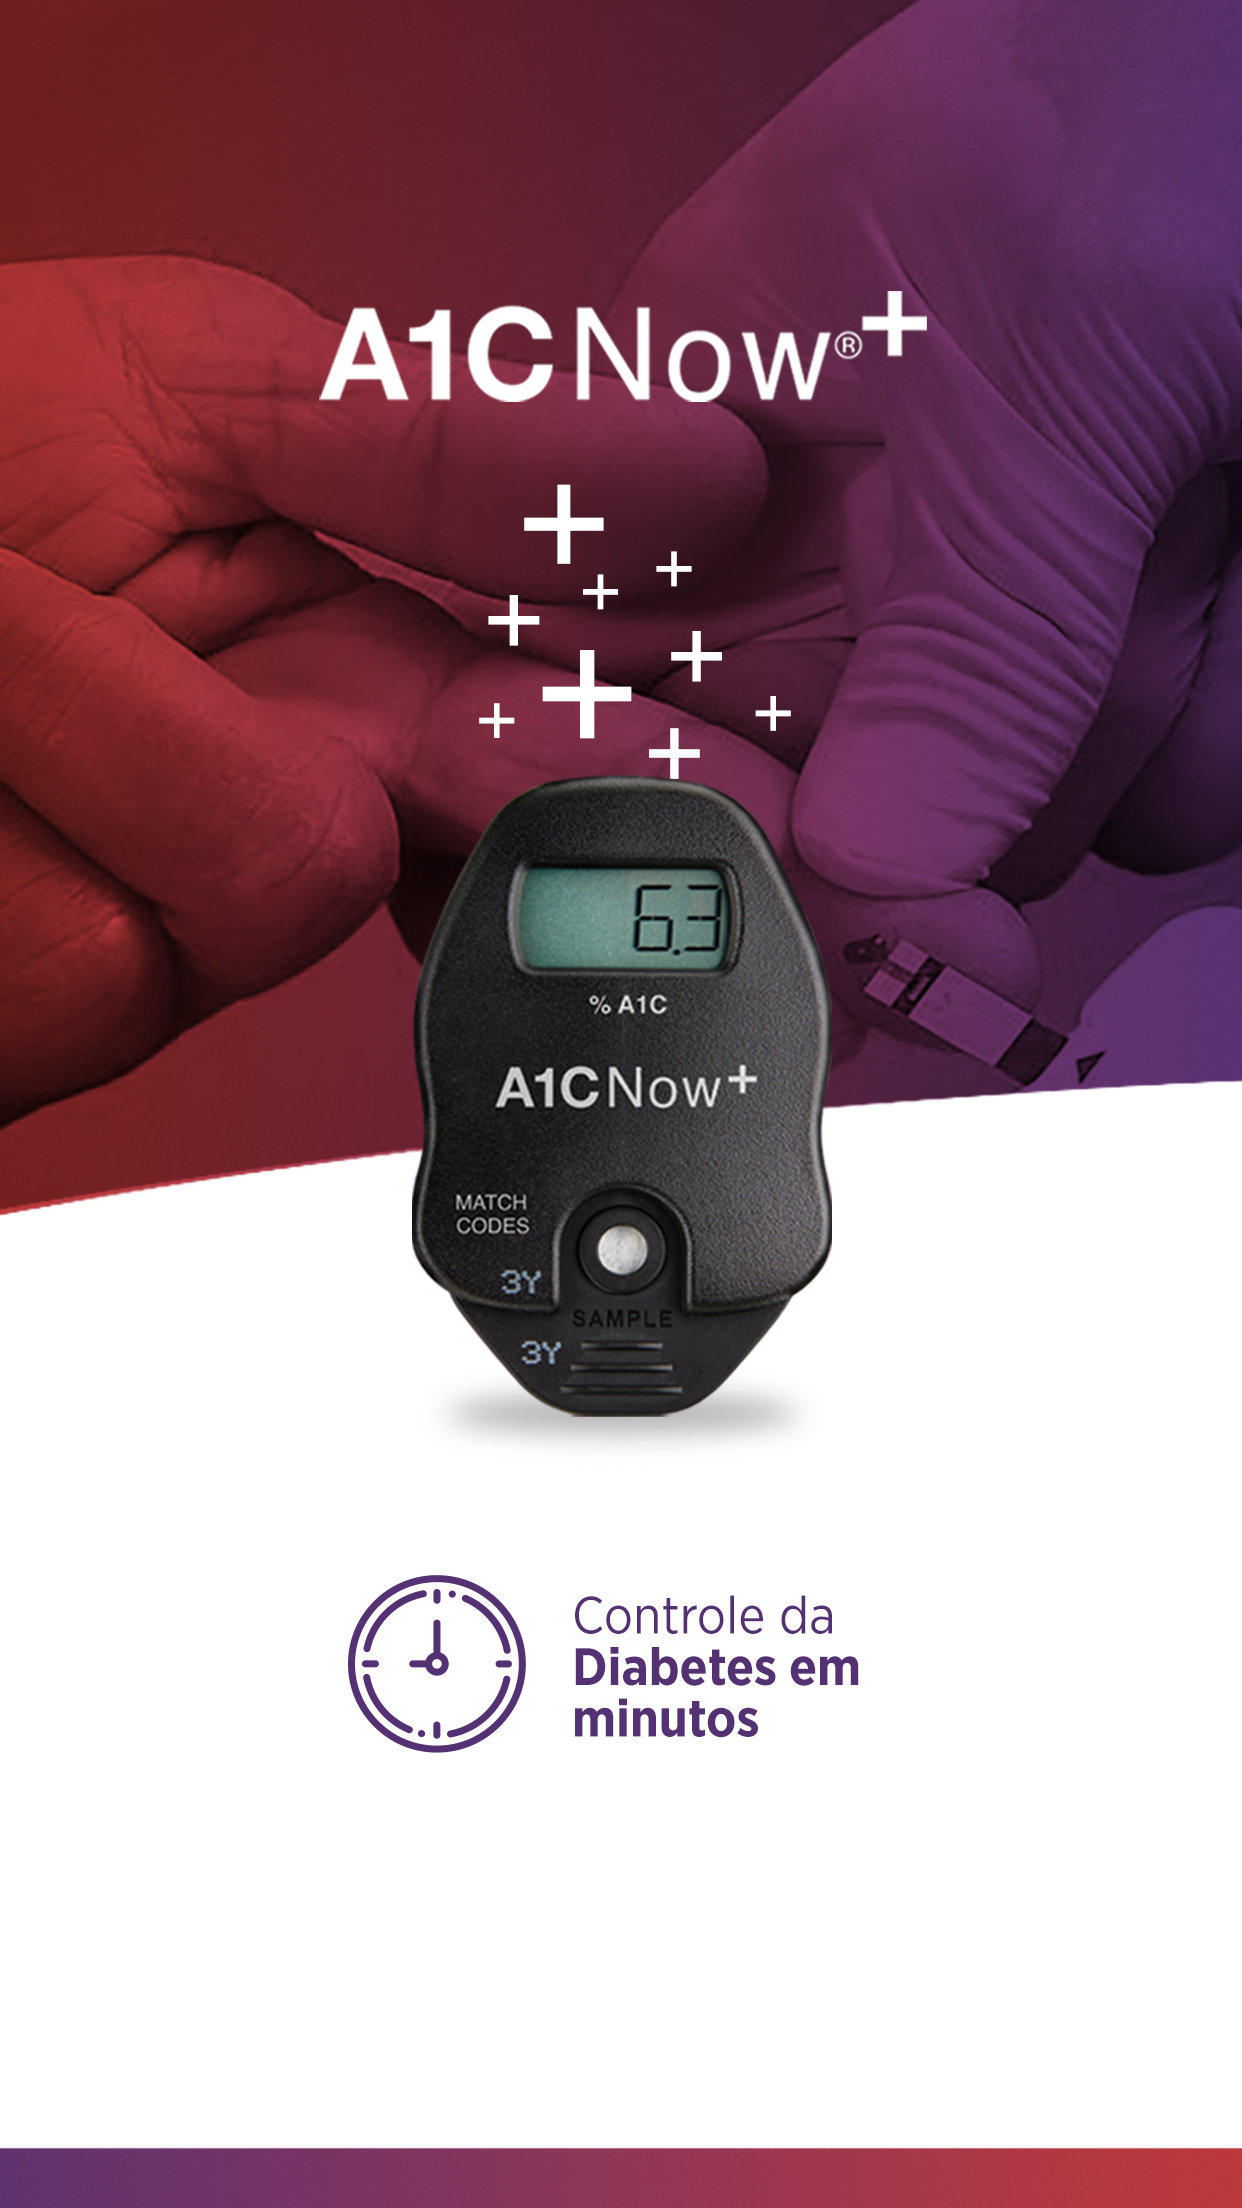 A1CNow®+
6.3
% A1C
A1CNow+
MATCH
CODES
3Y
SAMPLE
3Y
Controle da
Diabetes em
minutos